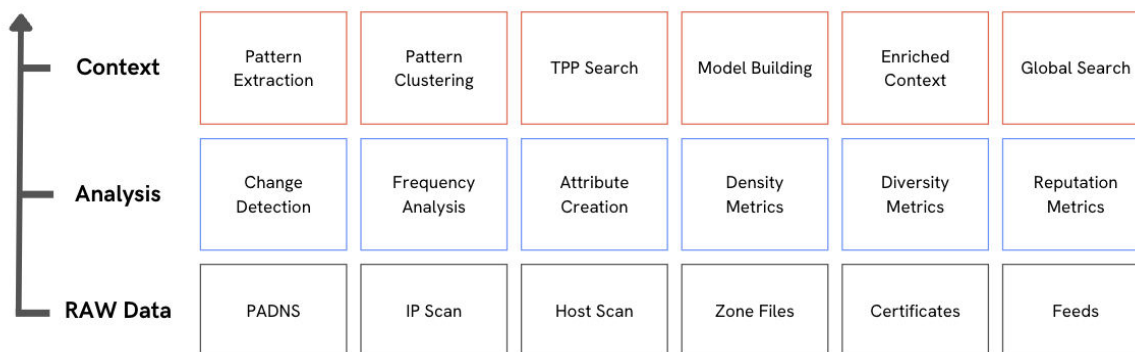 Context
Pattern
Extraction
Pattern
Clustering
TPP Search
Model Building
Enriched
Context
Global Search
Analysis
Change
Detection
Frequency
Analysis
Attribute
Creation
Density
Metrics
Diversity
Metrics
Reputation
Metrics
RAW Data
PADNS
IP Scan
Host Scan
Zone Files
Certificates
Feeds